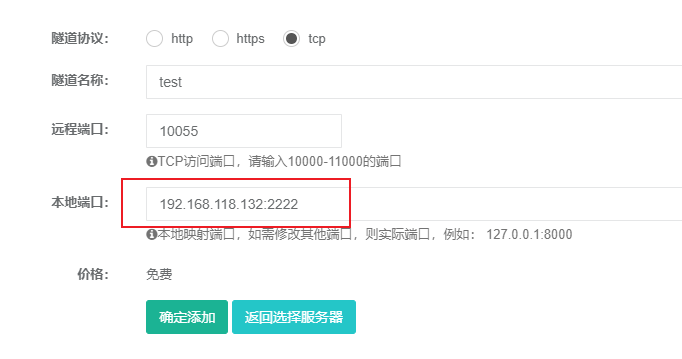 隧道协议： http https tcp
隧道名称： test
远程端口： 10055
TCP访问端口，请输入10000-11000的端口
本地端口： 192.168.118.132:2222
本地映射端口，如需修改其他端口，则实际端口，例如： 127.0.0.1:8000
价格： 免费
确定添加 返回选择服务器